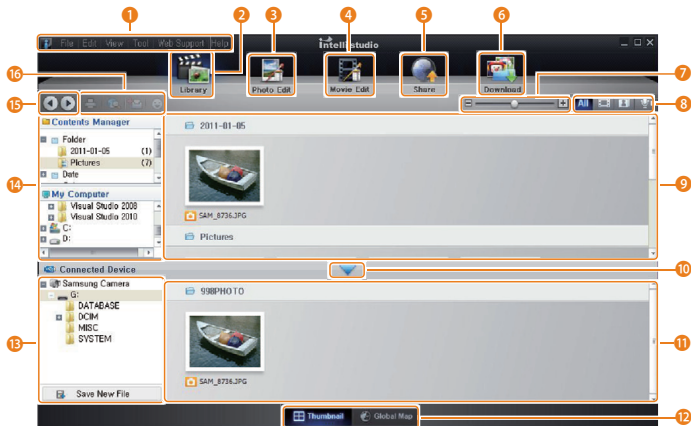 1 2 3 4 5 6
File Edit View Tool Web Support Help
Intelli studio
Library Photo Edit Movie Edit Share Download
16 7
15 All 8
Contents Manager
Folder
2011-01-05 (1)
Pictures (7)
Date
14
My Computer
Visual Studio 2008
Visual Studio 2010
C:
D:
2011-01-05
SAM_8736.JPG
9
Pictures
Connected Device
10
Samsung Camera
G:
DATABASE
DCIM
MISC
SYSTEM
13
Save New File
998PHOTO
SAM_8736.JPG
11
Thumbnail Global Map
12